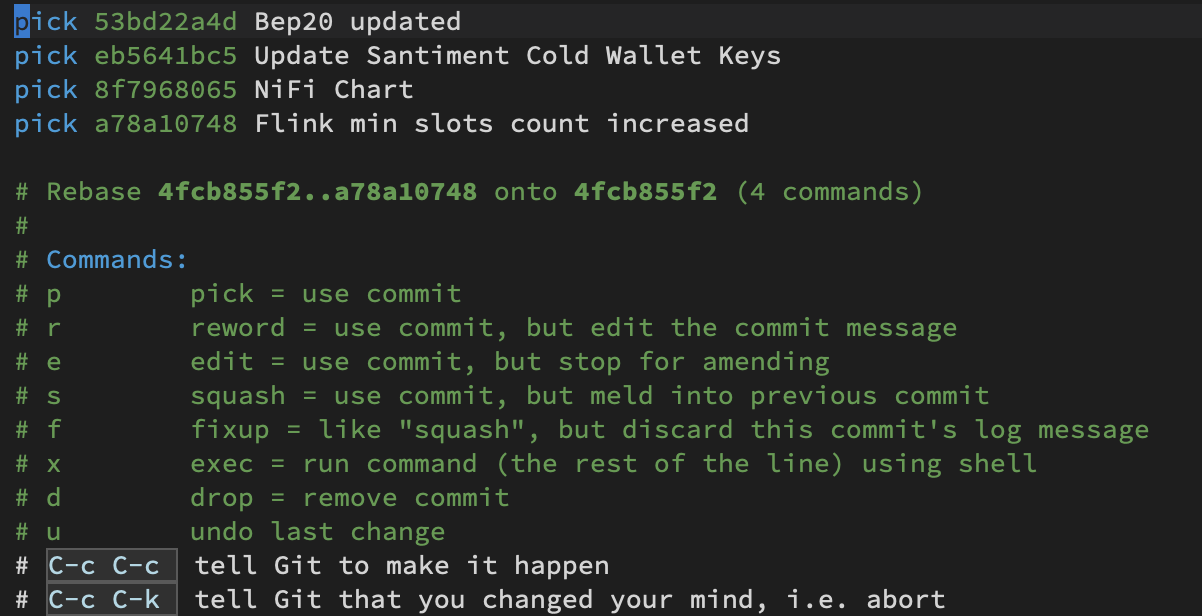 pick 53bd22a4d Bep20 updated
pick eb5641bc5 Update Santiment Cold Wallet Keys
pick 8f7968065 NiFi Chart
pick a78a10748 Flink min slots count increased
# Rebase 4fcb855f2..a78a10748 onto 4fcb855f2 (4 commands)
#
# Commands:
# p        pick = use commit
# r        reword = use commit, but edit the commit message
# e        edit = use commit, but stop for amending
# s        squash = use commit, but meld into previous commit
# f        fixup = like "squash", but discard this commit's log message
# x        exec = run command (the rest of the line) using shell
# d        drop = remove commit
# u        undo last change
# C-c C-c  tell Git to make it happen
# C-c C-k  tell Git that you changed your mind, i.e. abort